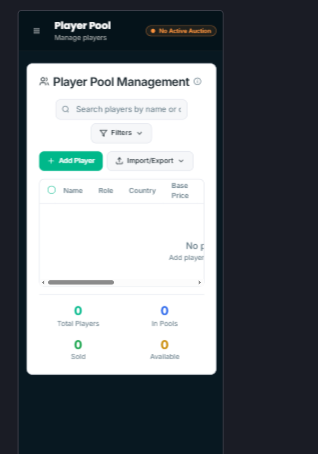 Player Pool
Manage players
No Active Auction
Player Pool Management
Search players by name or c
Filters
Add Player
Import/Export
Name Role Country Base Price
No p
Add player
0 0
Total Players In Pools
0 0
Sold Available